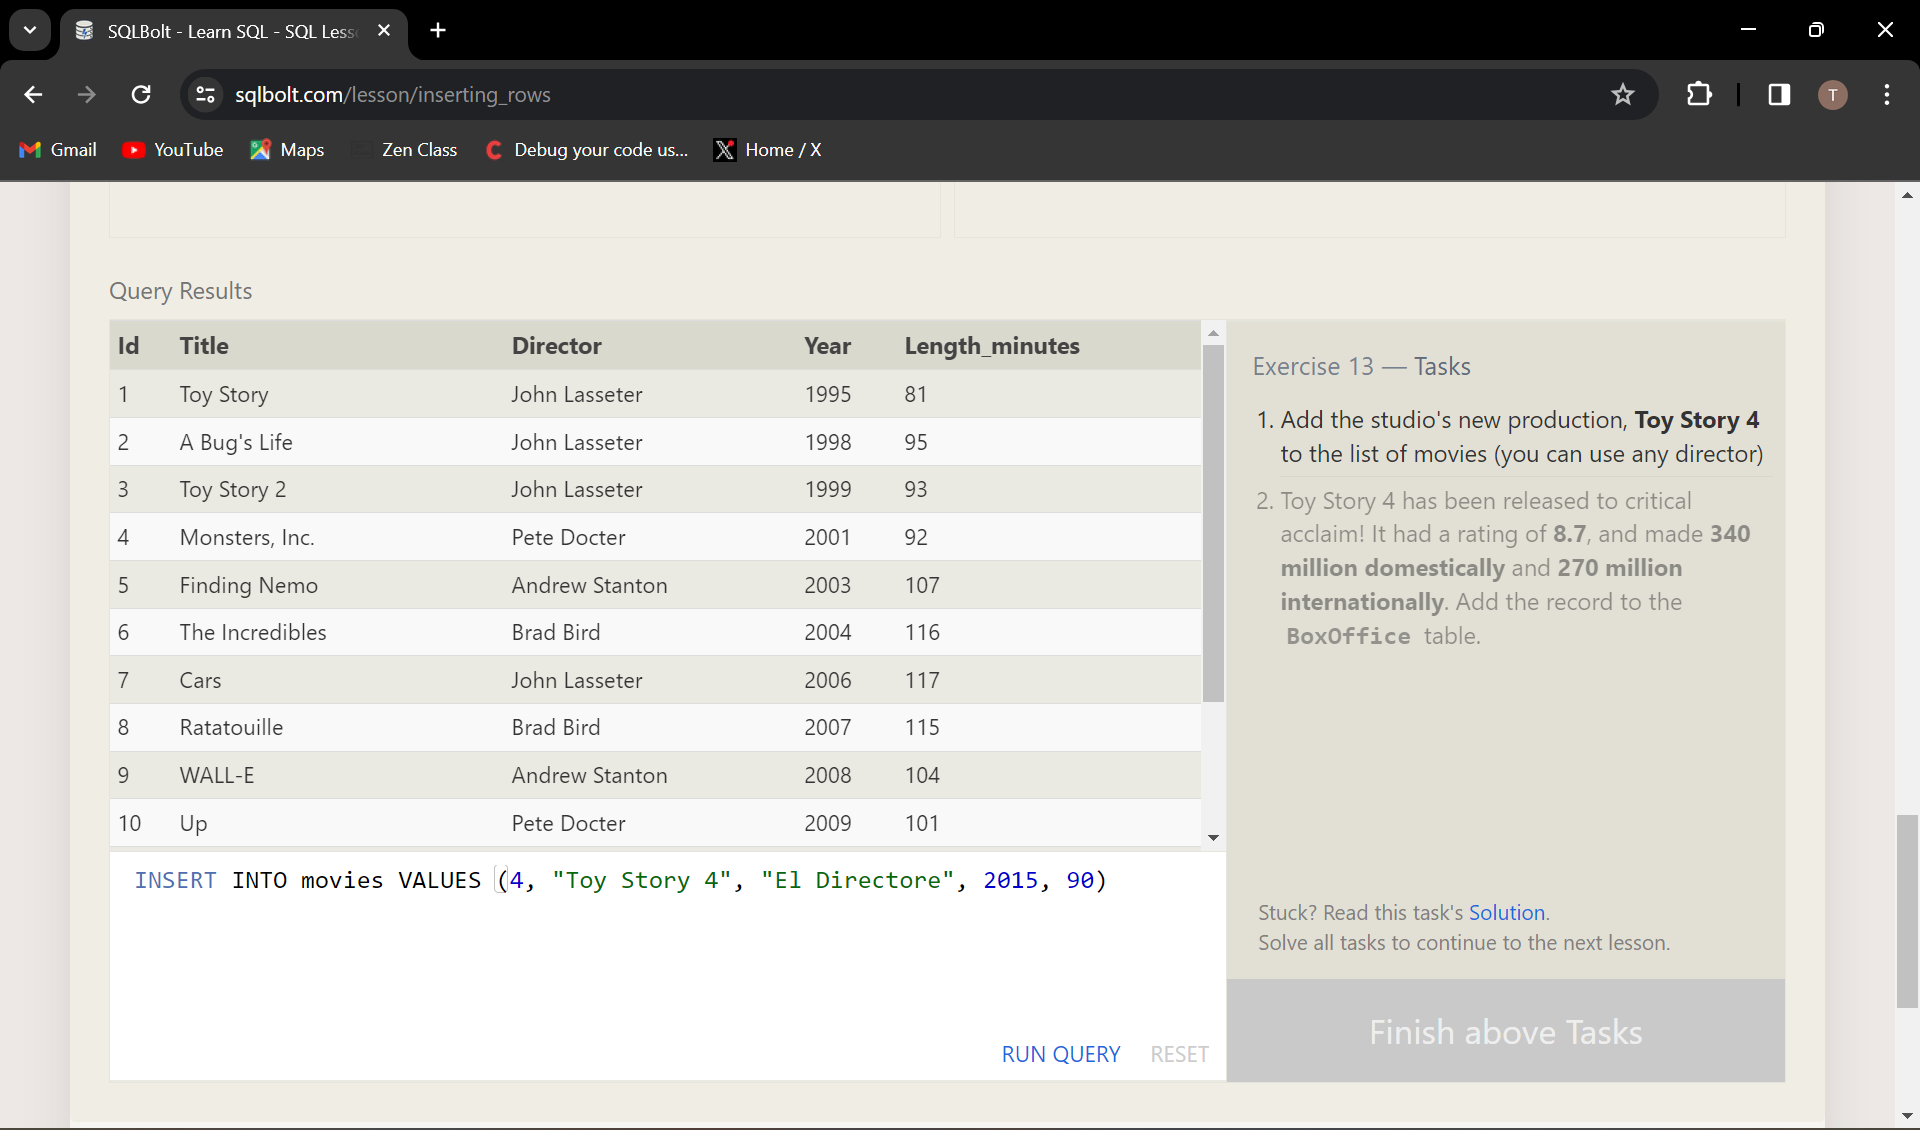 SQLBolt - Learn SQL - SQL Less
sqlbolt.com/lesson/inserting_rows
T
Gmail YouTube Maps Zen Class Debug your code us... Home / X
Query Results
Id Title Director Year Length_minutes
1 Toy Story John Lasseter 1995 81
2 A Bug's Life John Lasseter 1998 95
3 Toy Story 2 John Lasseter 1999 93
4 Monsters, Inc. Pete Docter 2001 92
5 Finding Nemo Andrew Stanton 2003 107
6 The Incredibles Brad Bird 2004 116
7 Cars John Lasseter 2006 117
8 Ratatouille Brad Bird 2007 115
9 WALL-E Andrew Stanton 2008 104
10 Up Pete Docter 2009 101
INSERT INTO movies VALUES (4, "Toy Story 4", "El Directore", 2015, 90)
RUN QUERY RESET
Exercise 13 — Tasks
1. Add the studio's new production, Toy Story 4
to the list of movies (you can use any director)
2. Toy Story 4 has been released to critical
acclaim! It had a rating of 8.7, and made 340
million domestically and 270 million
internationally. Add the record to the
BoxOffice table.
Stuck? Read this task's Solution.
Solve all tasks to continue to the next lesson.
Finish above Tasks